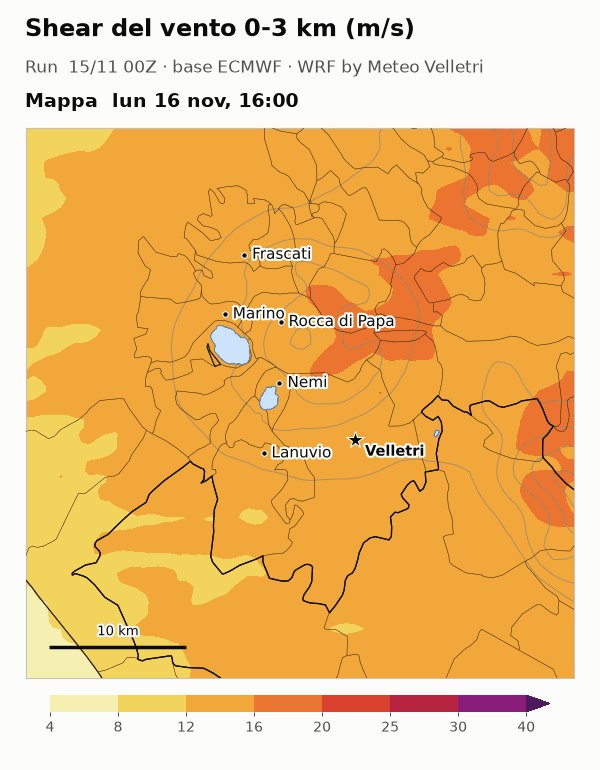 Shear del vento 0-3 km (m/s)
Run  15/11 00Z · base ECMWF · WRF by Meteo Velletri
Mappa  lun 16 nov, 16:00
Frascati
Marino
Rocca di Papa
Nemi
Velletri
Lanuvio
10 km
4 8 12 16 20 25 30 40